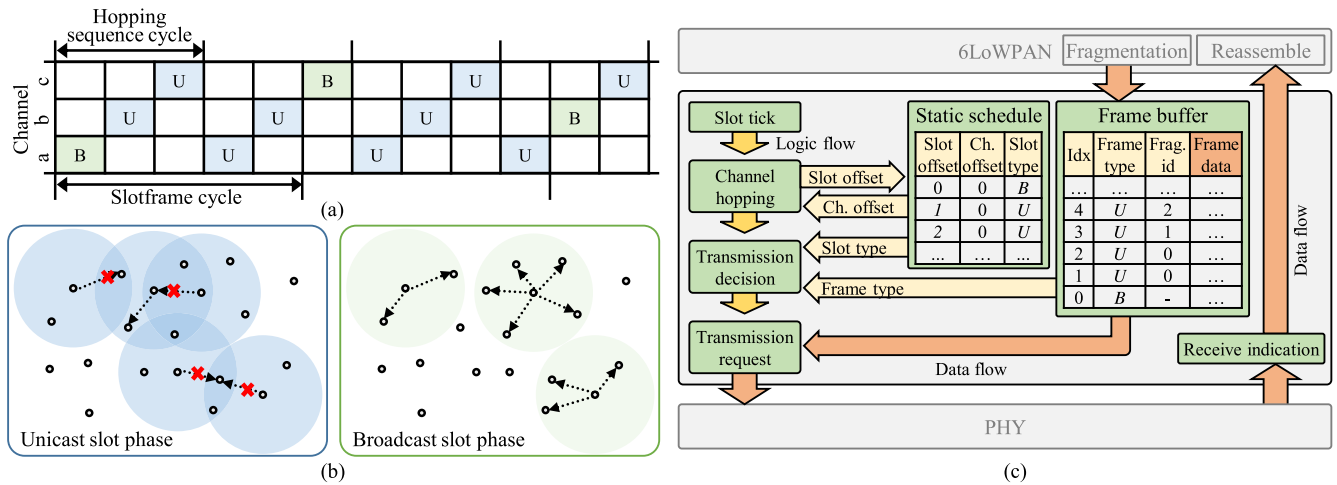 Hopping
sequence cycle
Channel
c
U
B
U
U
b
U
U
U
B
a
B
U
U
U
Slotframe cycle
(a)
Unicast slot phase
Broadcast slot phase
(b)
6LoWPAN
Fragmentation
Reassemble
Slot tick
Logic flow
Channel
hopping
Transmission
decision
Transmission
request
Slot offset
Ch. offset
Slot type
Frame type
Static schedule
Slot offset Ch. offset Slot type
0 0 B
1 0 U
2 0 U
... ... ...
Frame buffer
Idx Frame type Frag. id Frame data
... ... ... ...
4 U 2 ...
3 U 1 ...
2 U 0 ...
1 U 0 ...
0 B - ...
Data flow
Data flow
Receive indication
PHY
(c)